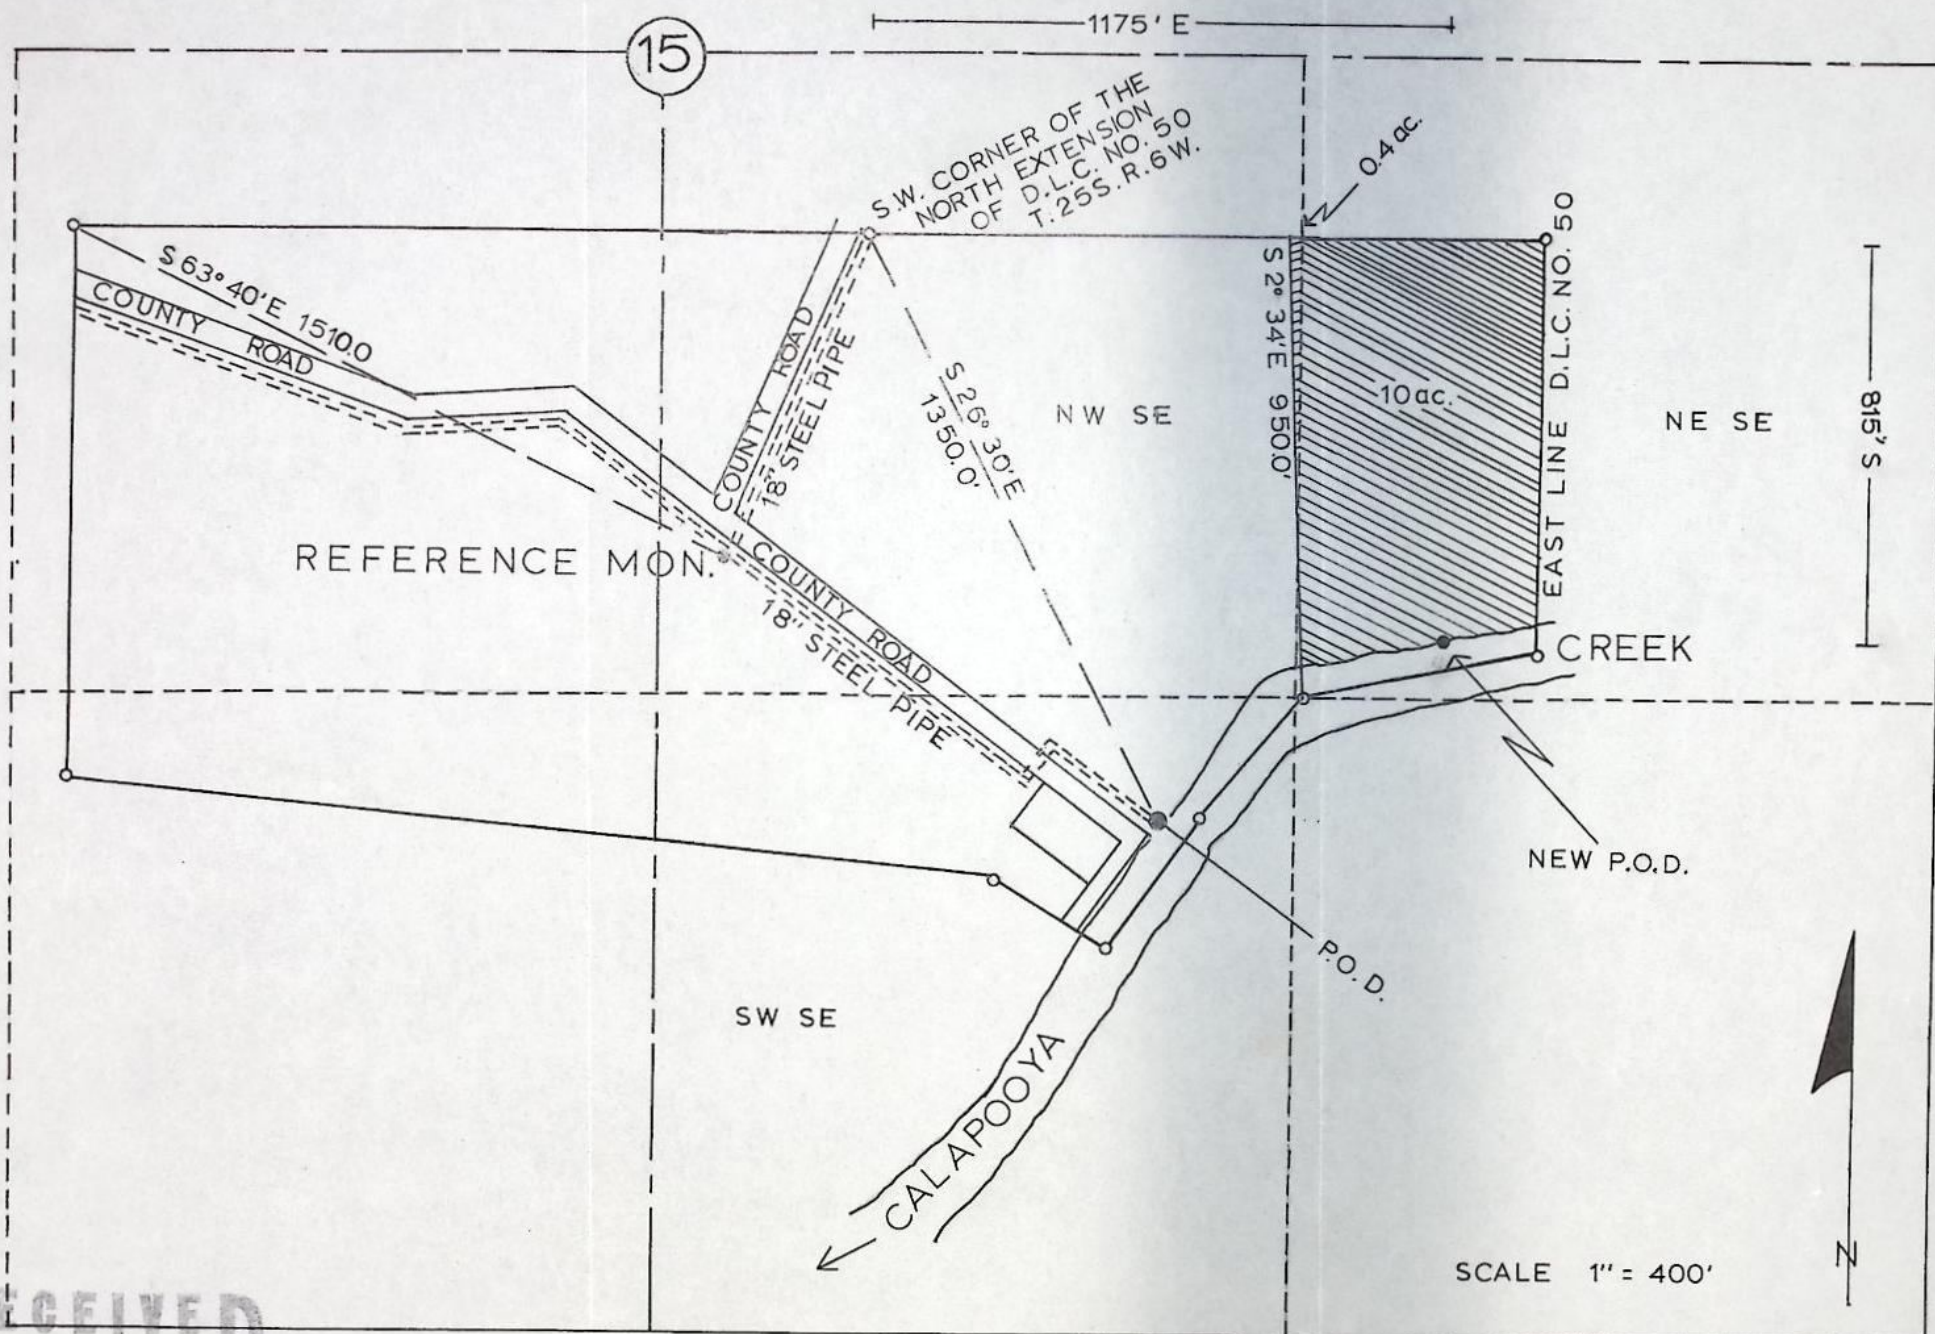 1175' E
15
S.W. CORNER OF THE
NORTH EXTENSION
OF D.L.C. NO. 50
T. 25S. R. 6W.
0.4 ac.
S 63° 40' E 1510.0
COUNTY
ROAD
COUNTY ROAD
18" STEEL PIPE
S 26° 30' E
1350.0'
NW SE
S 2° 34' E 950.0'
10 ac.
EAST LINE D.L.C. NO. 50
NE SE
815' S
REFERENCE MON.
COUNTY ROAD
18" STEEL PIPE
CREEK
NEW P.O.D.
P.O.D.
SW SE
CALAPOOYA
SCALE 1" = 400'
N
ECEIVED